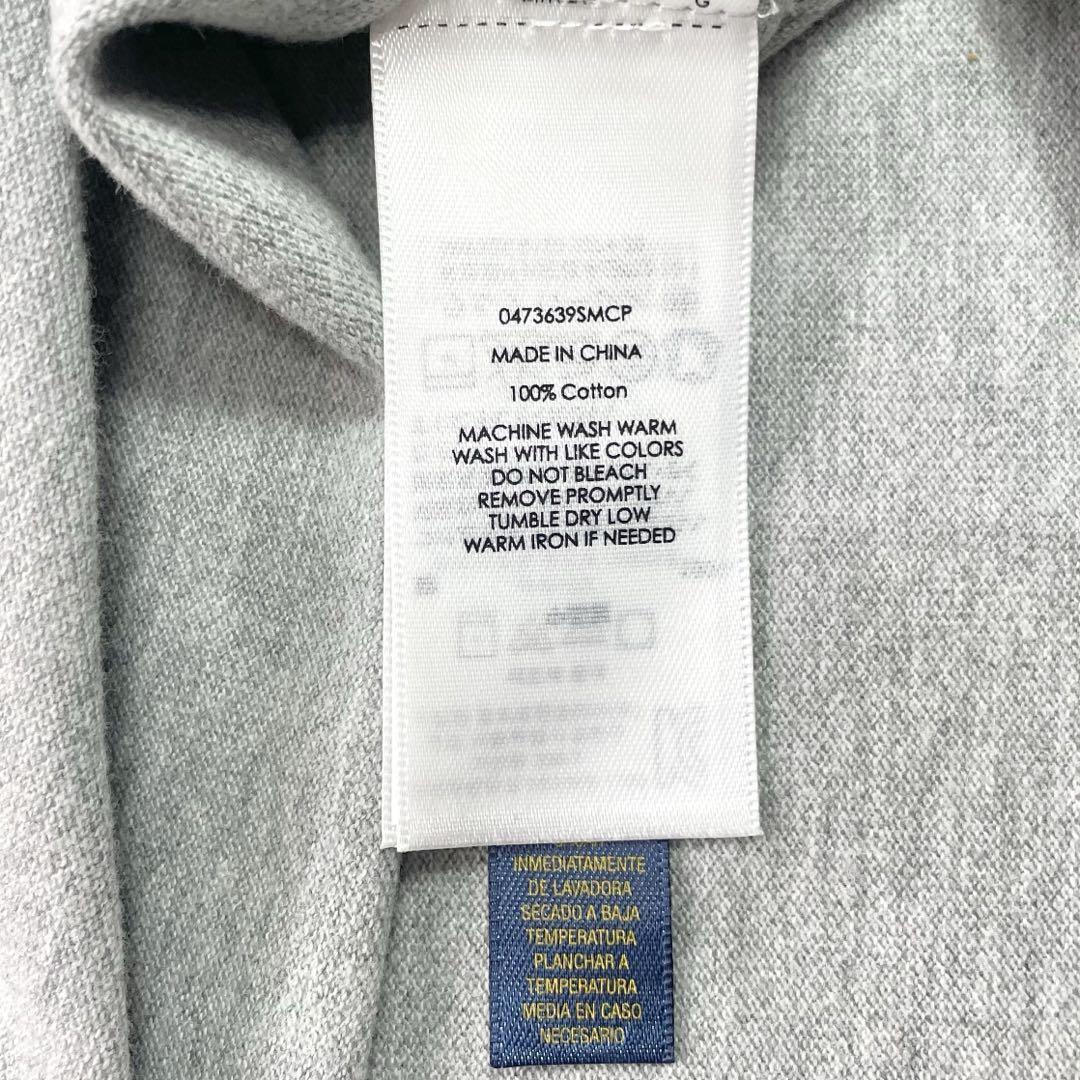 G
0473639SMCP
MADE IN CHINA
100% Cotton
MACHINE WASH WARM
WASH WITH LIKE COLORS
DO NOT BLEACH
REMOVE PROMPTLY
TUMBLE DRY LOW
WARM IRON IF NEEDED
INMEDIATAMENTE
DE LAVADORA
SECADO A BAJA
TEMPERATURA
PLANCHAR A
TEMPERATURA
MEDIA EN CASO
NECESARIO